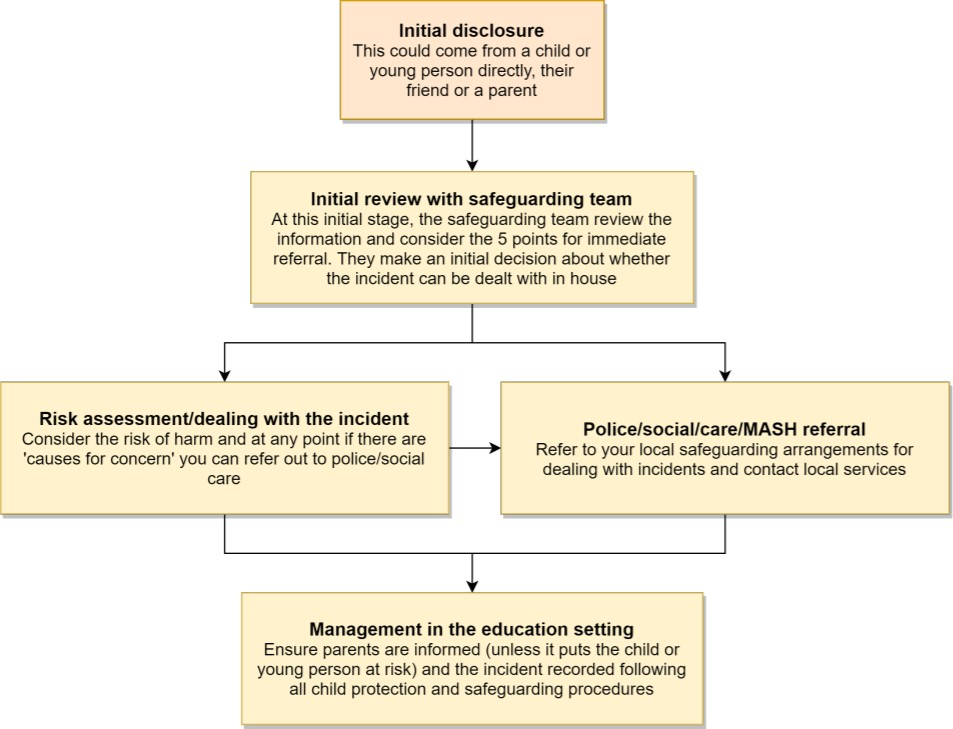 Initial disclosure
This could come from a child or
young person directly, their
friend or a parent
Initial review with safeguarding team
At this initial stage, the safeguarding team review the
information and consider the 5 points for immediate
referral. They make an initial decision about whether
the incident can be dealt with in house
Risk assessment/dealing with the incident
Consider the risk of harm and at any point if there are
'causes for concern' you can refer out to police/social
care
Police/social/care/MASH referral
Refer to your local safeguarding arrangements for
dealing with incidents and contact local services
Management in the education setting
Ensure parents are informed (unless it puts the child or
young person at risk) and the incident recorded following
all child protection and safeguarding procedures